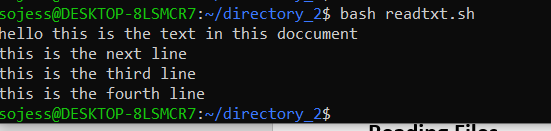 sojess@DESKTOP-8LSMCR7:~/directory_2$ bash readtxt.sh
hello this is the text in this doccument
this is the next line
this is the third line
this is the fourth line
sojess@DESKTOP-8LSMCR7:~/directory_2$
Reading Files